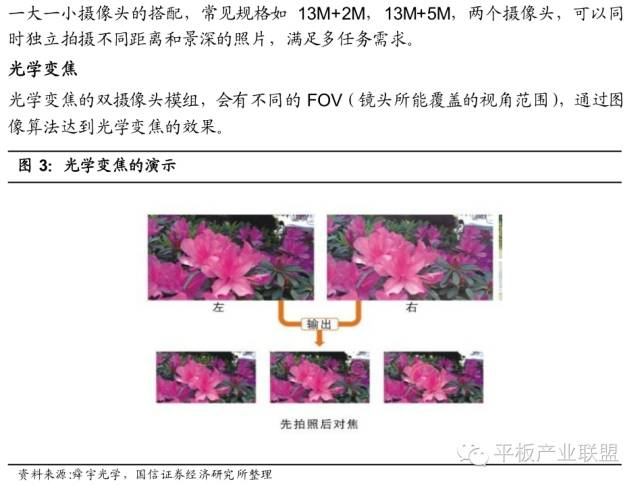 一大一小摄像头的搭配，常见规格如 13M+2M，13M+5M，两个摄像头，可以同
时独立拍摄不同距离和景深的照片，满足多任务需求。
光学变焦
光学变焦的双摄像头模组，会有不同的 FOV（镜头所能覆盖的视角范围），通过图
像算法达到光学变焦的效果。
图 3：光学变焦的演示
左 右
输出
先拍照后对焦
平板产业联盟
资料来源:舜宇光学，国信证券经济研究所整理